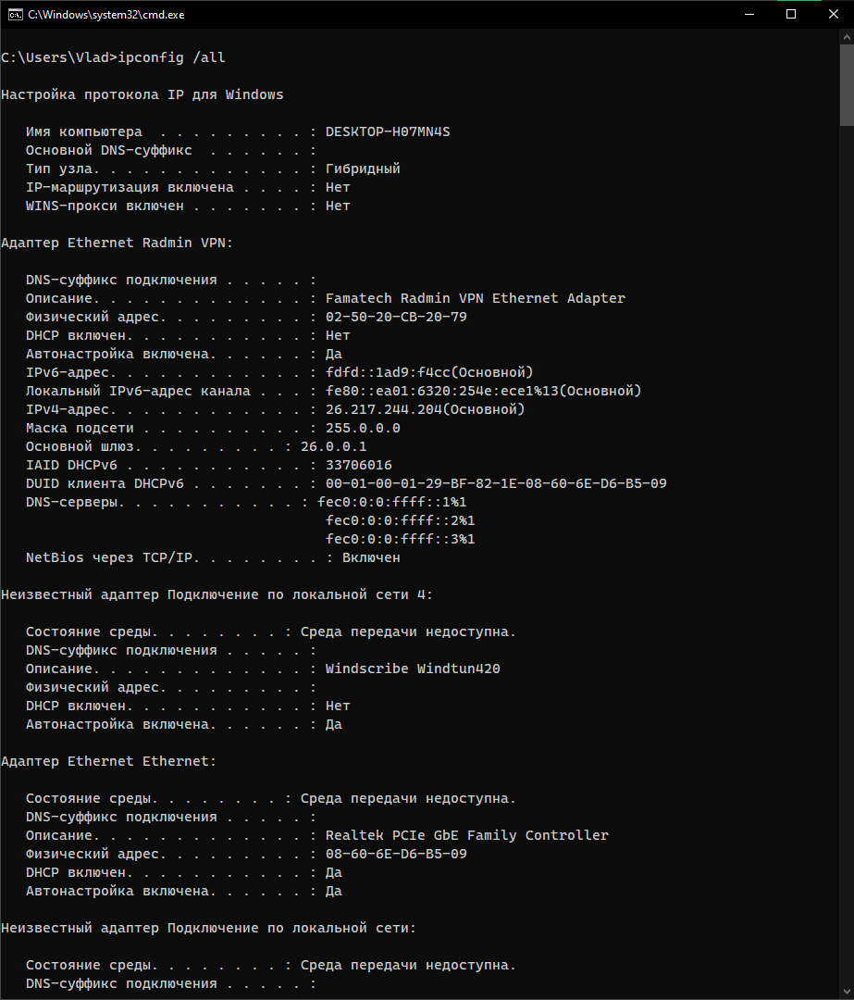 C:\Windows\system32\cmd.exe
C:\Users\Vlad>ipconfig /all
Настройка протокола IP для Windows
Имя компьютера  . . . . . . . . . : DESKTOP-H07MN4S
Основной DNS-суффикс  . . . . . . :
Тип узла. . . . . . . . . . . . . : Гибридный
IP-маршрутизация включена . . . . : Нет
WINS-прокси включен . . . . . . . : Нет
Адаптер Ethernet Radmin VPN:
DNS-суффикс подключения . . . . . :
Описание. . . . . . . . . . . . . : Famatech Radmin VPN Ethernet Adapter
Физический адрес. . . . . . . . . : 02-50-20-CB-20-79
DHCP включен. . . . . . . . . . . : Нет
Автонастройка включена. . . . . . : Да
IPv6-адрес. . . . . . . . . . . . : fdfd::1ad9:f4cc(Основной)
Локальный IPv6-адрес канала . . . : fe80::ea01:6320:254e:ece1%13(Основной)
IPv4-адрес. . . . . . . . . . . . : 26.217.244.204(Основной)
Маска подсети . . . . . . . . . . : 255.0.0.0
Основной шлюз. . . . . . . . . : 26.0.0.1
IAID DHCPv6 . . . . . . . . . . . : 33706016
DUID клиента DHCPv6 . . . . . . . : 00-01-00-01-29-BF-82-1E-08-60-6E-D6-B5-09
DNS-серверы. . . . . . . . . . . : fec0:0:0:ffff::1%1
fec0:0:0:ffff::2%1
fec0:0:0:ffff::3%1
NetBios через TCP/IP. . . . . . . . : Включен
Неизвестный адаптер Подключение по локальной сети 4:
Состояние среды. . . . . . . . : Среда передачи недоступна.
DNS-суффикс подключения . . . . . :
Описание. . . . . . . . . . . . . : Windscribe Windtun420
Физический адрес. . . . . . . . . :
DHCP включен. . . . . . . . . . . : Нет
Автонастройка включена. . . . . . : Да
Адаптер Ethernet Ethernet:
Состояние среды. . . . . . . . : Среда передачи недоступна.
DNS-суффикс подключения . . . . . :
Описание. . . . . . . . . . . . . : Realtek PCIe GbE Family Controller
Физический адрес. . . . . . . . . : 08-60-6E-D6-B5-09
DHCP включен. . . . . . . . . . . : Да
Автонастройка включена. . . . . . : Да
Неизвестный адаптер Подключение по локальной сети:
Состояние среды. . . . . . . . : Среда передачи недоступна.
DNS-суффикс подключения . . . . . :